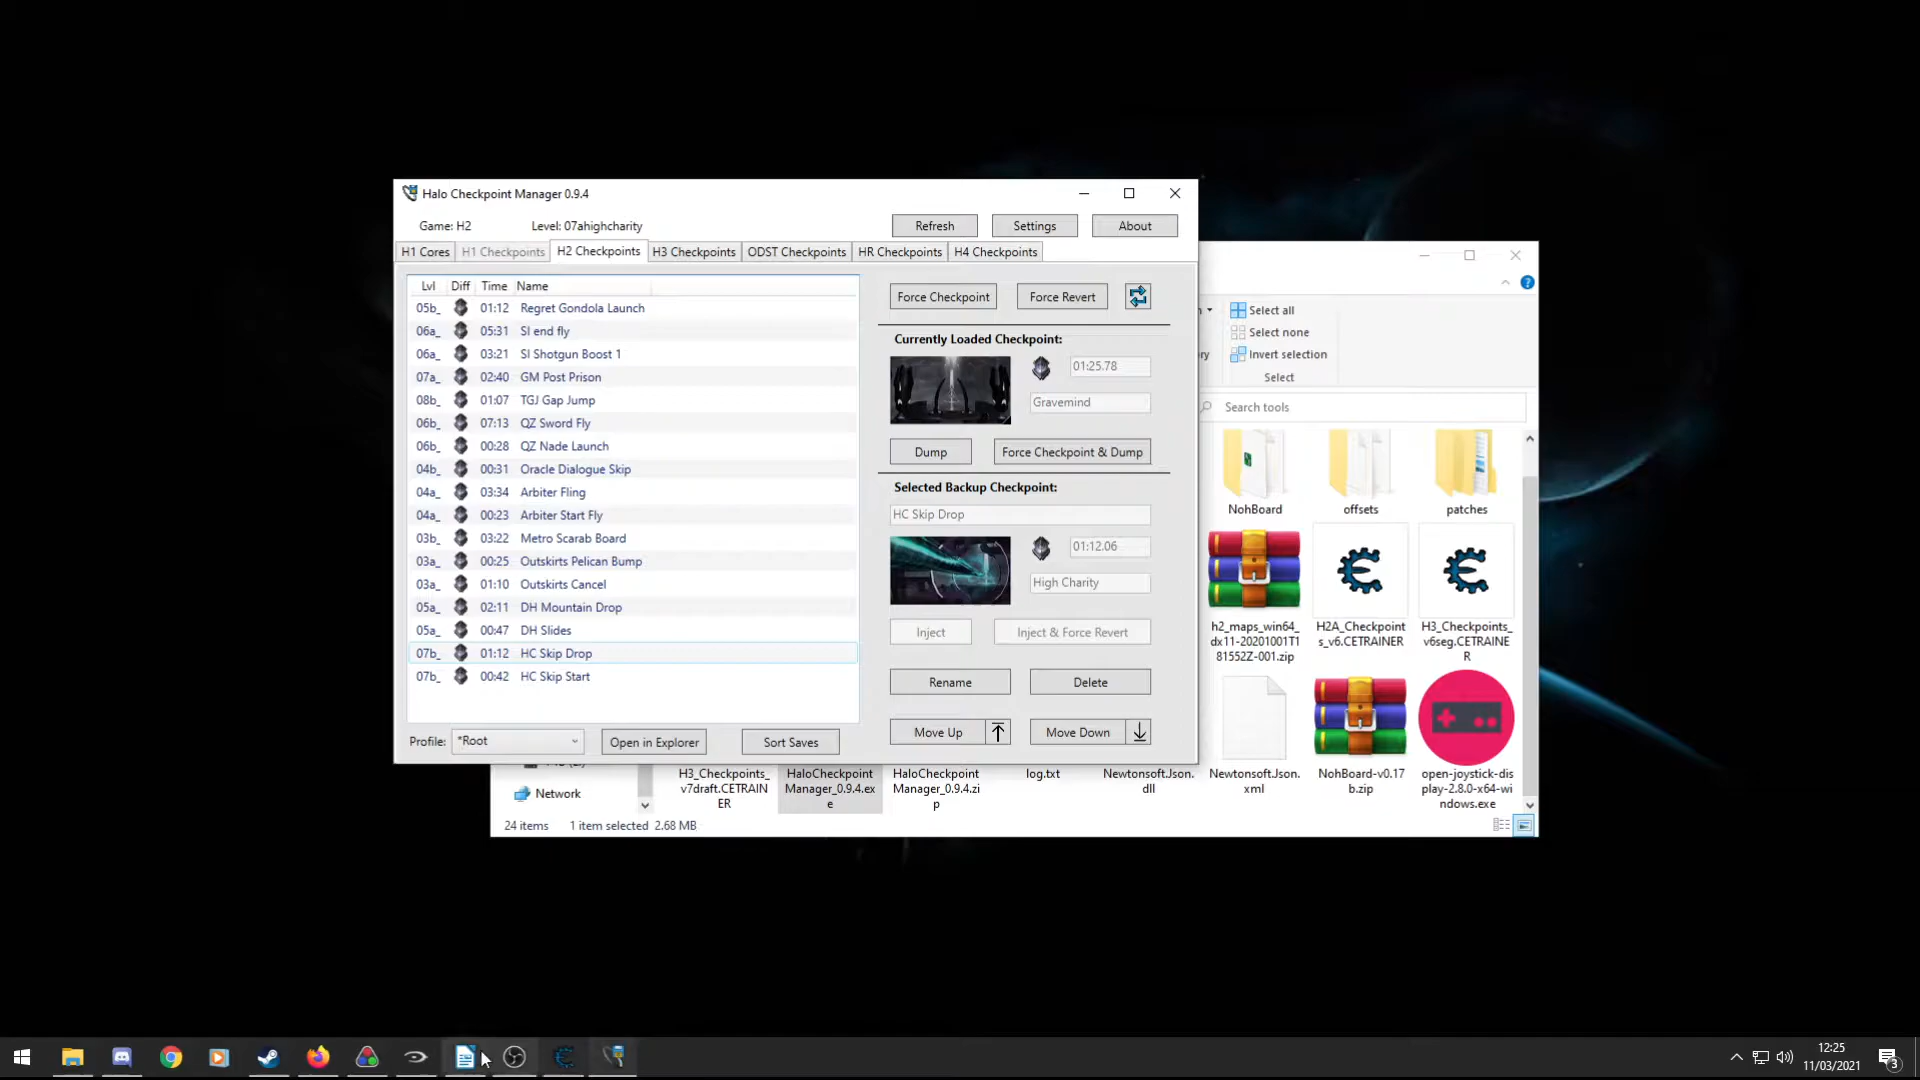 Halo Checkpoint Manager 0.9.4
Game: H2
Level: 07ahighcharity
Refresh
Settings
About
H1 Cores
H1 Checkpoints
H2 Checkpoints
H3 Checkpoints
ODST Checkpoints
HR Checkpoints
H4 Checkpoints
Lvl Diff Time Name
05b_ 01:12 Regret Gondola Launch
06a_ 05:31 SI end fly
06a_ 03:21 SI Shotgun Boost 1
07a_ 02:40 GM Post Prison
08b_ 01:07 TGJ Gap Jump
06b_ 07:13 QZ Sword Fly
06b_ 00:28 QZ Nade Launch
04b_ 00:31 Oracle Dialogue Skip
04a_ 03:34 Arbiter Fling
04a_ 00:23 Arbiter Start Fly
03b_ 03:22 Metro Scarab Board
03a_ 00:25 Outskirts Pelican Bump
03a_ 01:10 Outskirts Cancel
05a_ 02:11 DH Mountain Drop
05a_ 00:47 DH Slides
07b_ 01:12 HC Skip Drop
07b_ 00:42 HC Skip Start
Profile: *Root
Open in Explorer
Sort Saves
Force Checkpoint
Force Revert
Currently Loaded Checkpoint:
01:25.78
Gravemind
Dump
Force Checkpoint & Dump
Selected Backup Checkpoint:
HC Skip Drop
01:12.06
High Charity
Inject
Inject & Force Revert
Rename
Delete
Move Up
Move Down
Select all
Select none
Invert selection
Select
Search tools
NohBoard
offsets
patches
h2_maps_win64_
dx11-20201001T1
81552Z-001.zip
H2A_Checkpoint
s_v6.CETRAINER
H3_Checkpoints_
v6seg.CETRAINE
R
H3_Checkpoints_
v7draft.CETRAIN
ER
HaloCheckpoint
Manager_0.9.4.ex
e
HaloCheckpoint
Manager_0.9.4.zi
p
log.txt
Newtonsoft.Json.
dll
Newtonsoft.Json.
xml
NohBoard-v0.17
b.zip
open-joystick-dis
play-2.8.0-x64-wi
ndows.exe
Network
24 items
1 item selected 2.68 MB
12:25
11/03/2021
3